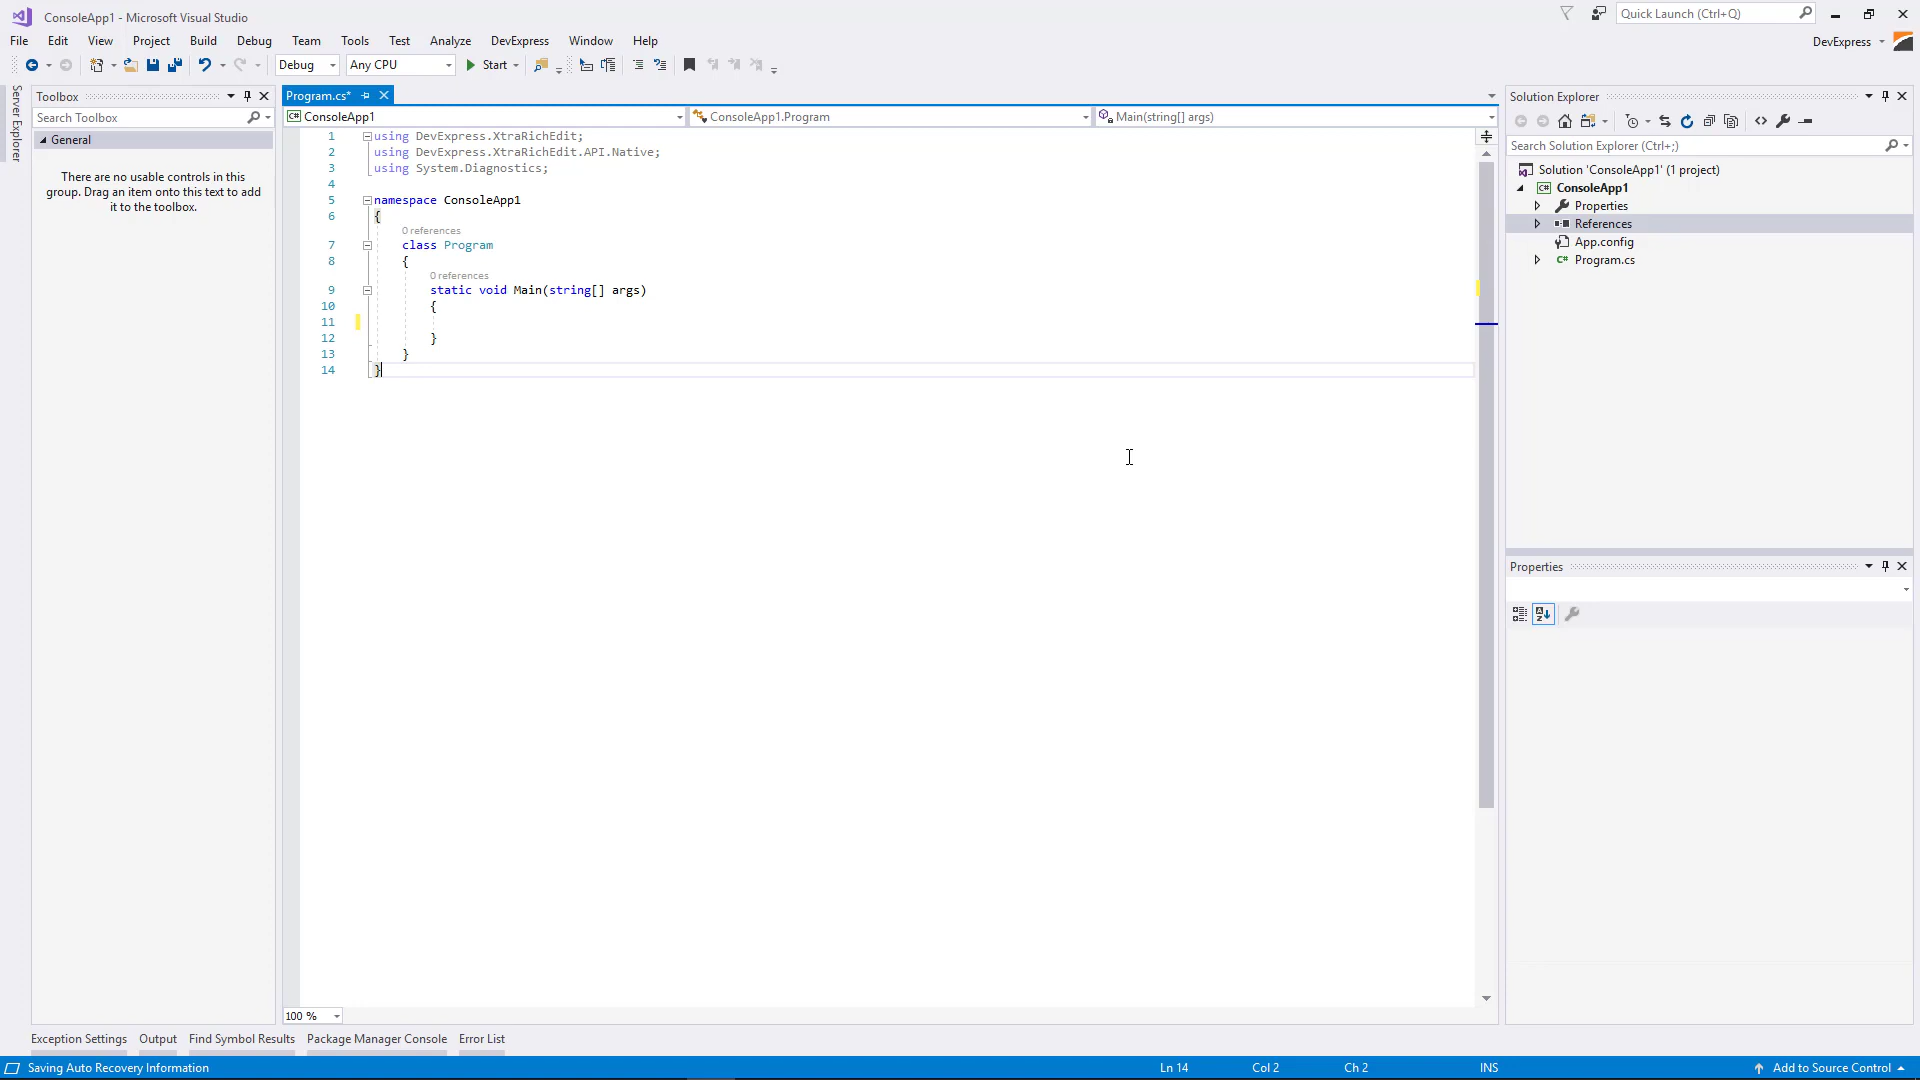 ConsoleApp1 - Microsoft Visual Studio
Quick Launch (Ctrl+Q)
File Edit View Project Build Debug Team Tools Test Analyze DevExpress Window Help
DevExpress
Debug Any CPU Start
Server Explorer
Toolbox
Search Toolbox
General
There are no usable controls in this
group. Drag an item onto this text to add
it to the toolbox.
Program.cs*
ConsoleApp1 ConsoleApp1.Program Main(string[] args)
1 using DevExpress.XtraRichEdit;
2 using DevExpress.XtraRichEdit.API.Native;
3 using System.Diagnostics;
4
5 namespace ConsoleApp1
6 {
0 references
7 class Program
8 {
0 references
9 static void Main(string[] args)
10 {
11
12 }
13 }
14 }
100 %
Solution Explorer
Search Solution Explorer (Ctrl+;)
Solution 'ConsoleApp1' (1 project)
C# ConsoleApp1
Properties
References
App.config
C# Program.cs
Properties
Exception Settings Output Find Symbol Results Package Manager Console Error List
Saving Auto Recovery Information Ln 14 Col 2 Ch 2 INS Add to Source Control